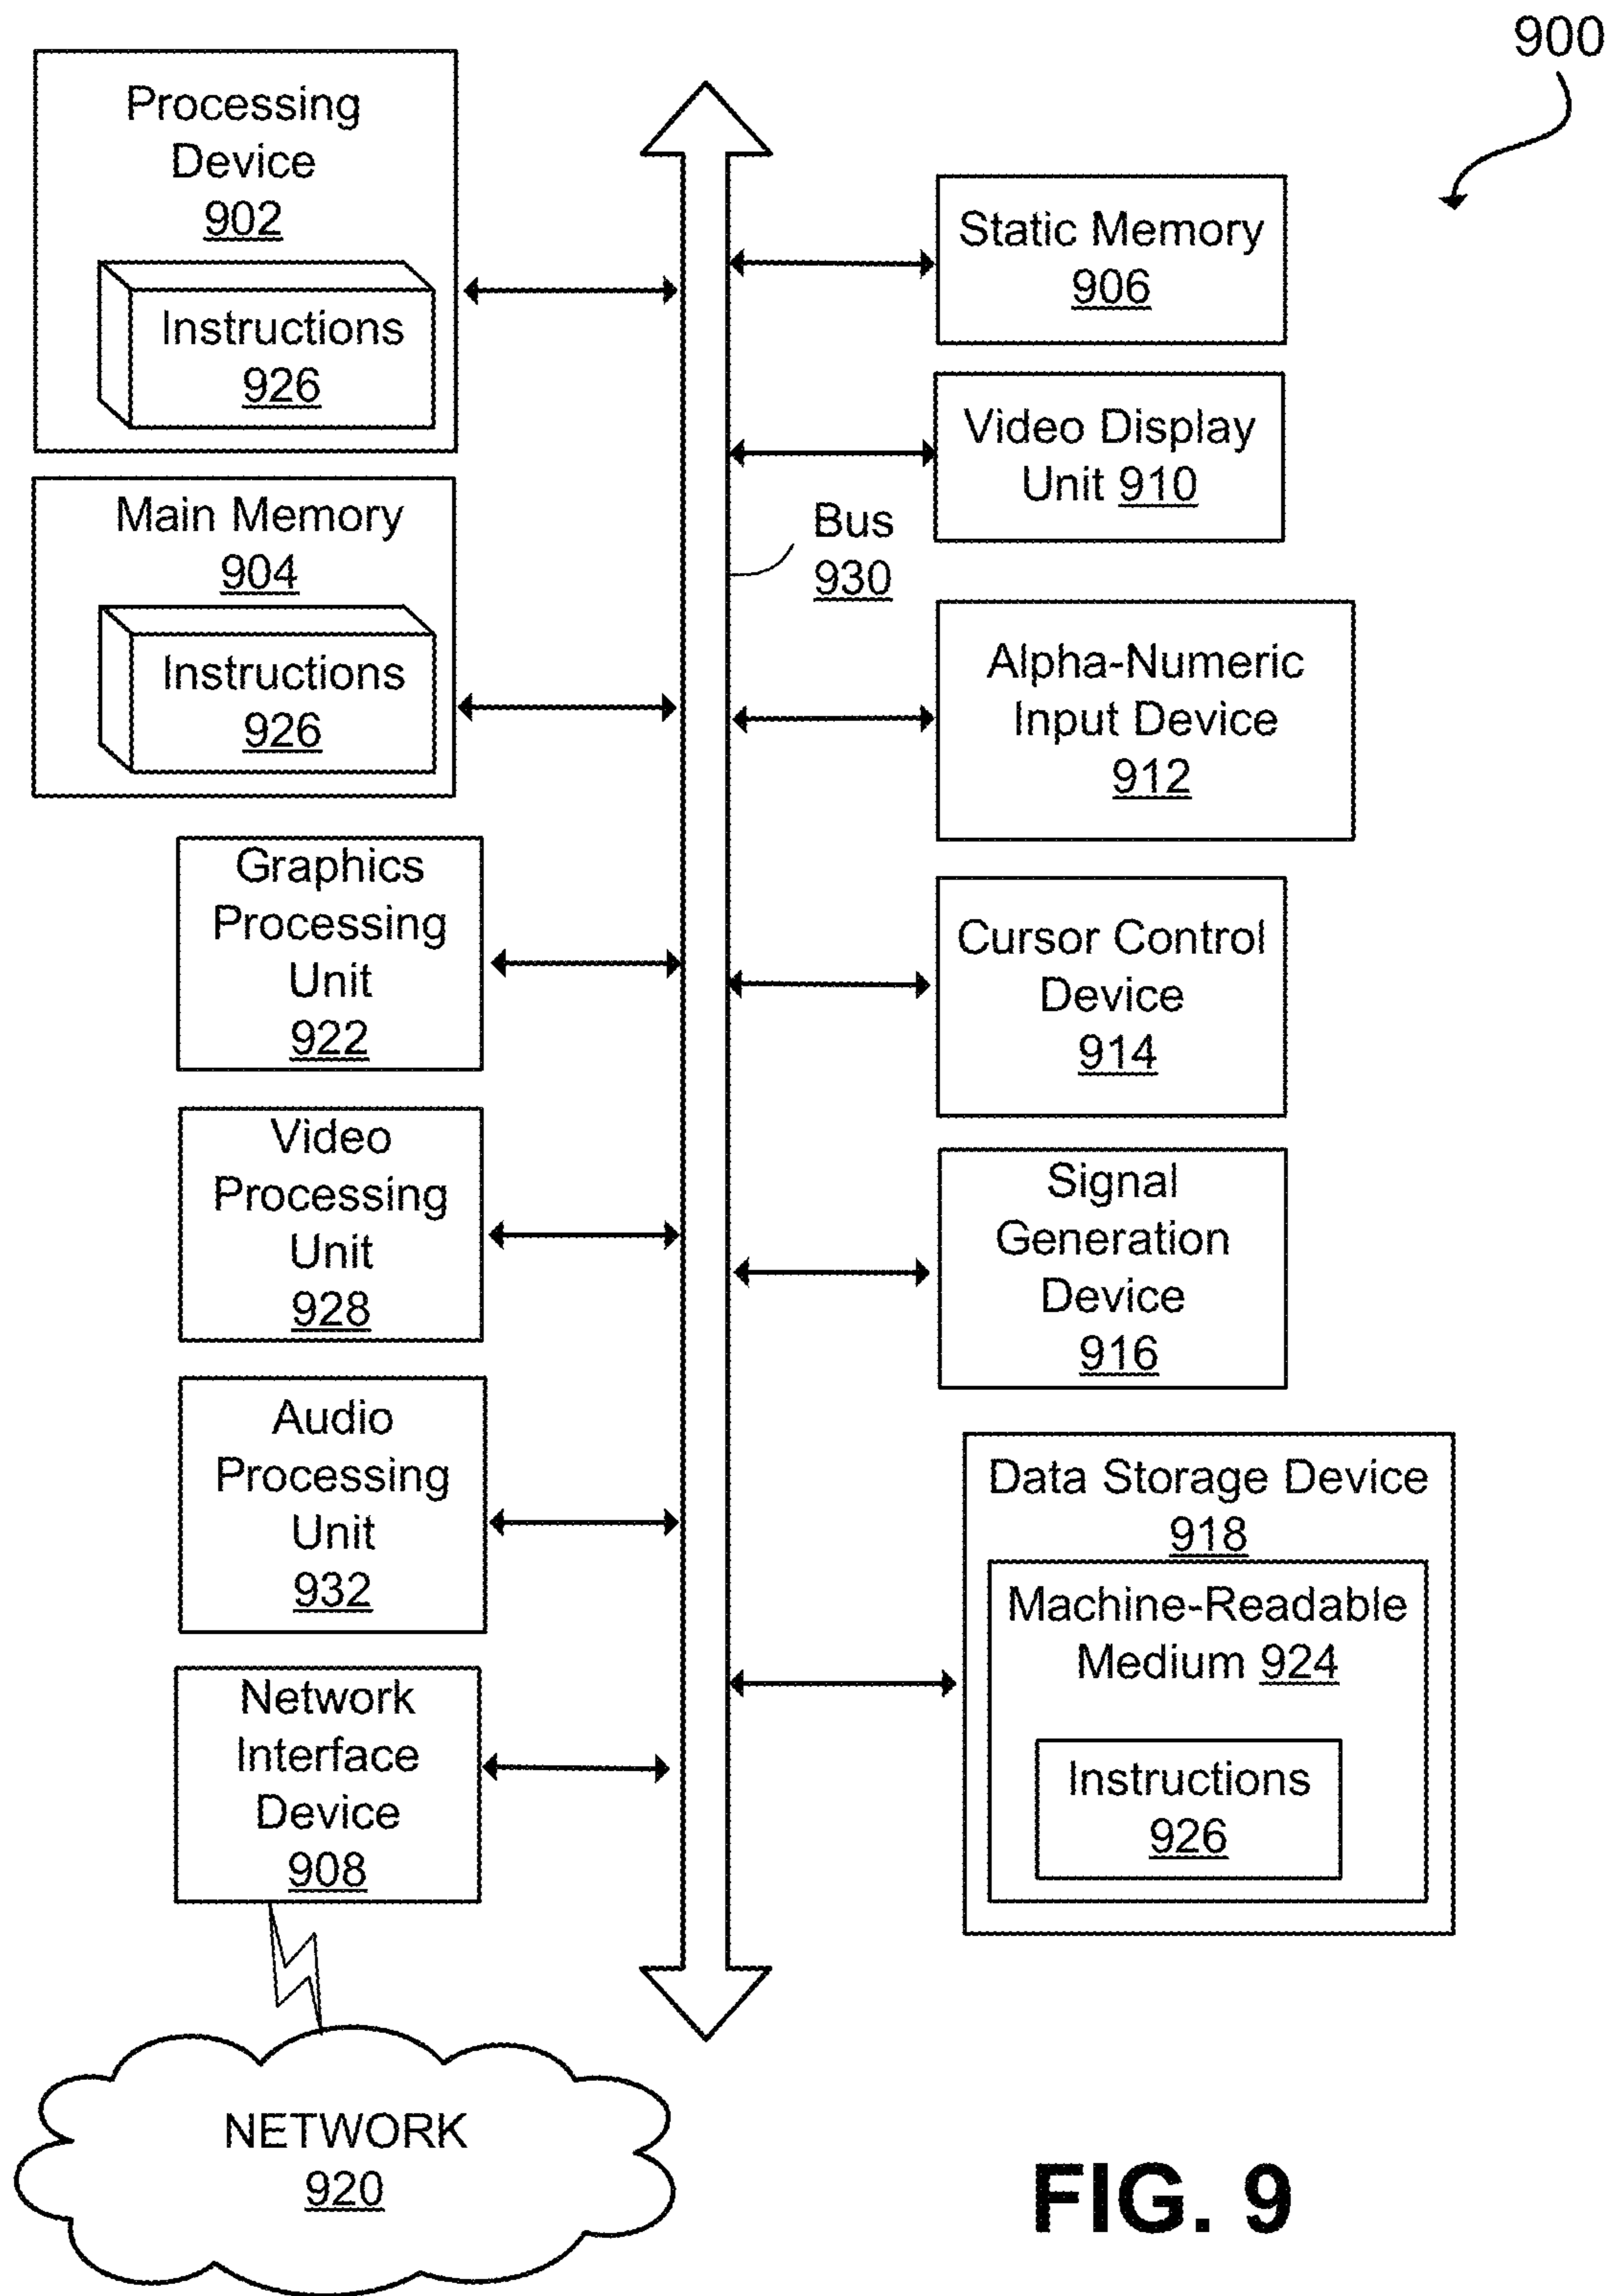 900
Processing
Device
902
Instructions
926
Main Memory
904
Instructions
926
Graphics
Processing
Unit
922
Video
Processing
Unit
928
Audio
Processing
Unit
932
Network
Interface
Device
908
NETWORK
920
Bus
930
Static Memory
906
Video Display
Unit 910
Alpha-Numeric
Input Device
912
Cursor Control
Device
914
Signal
Generation
Device
916
Data Storage Device
918
Machine-Readable
Medium 924
Instructions
926
FIG. 9